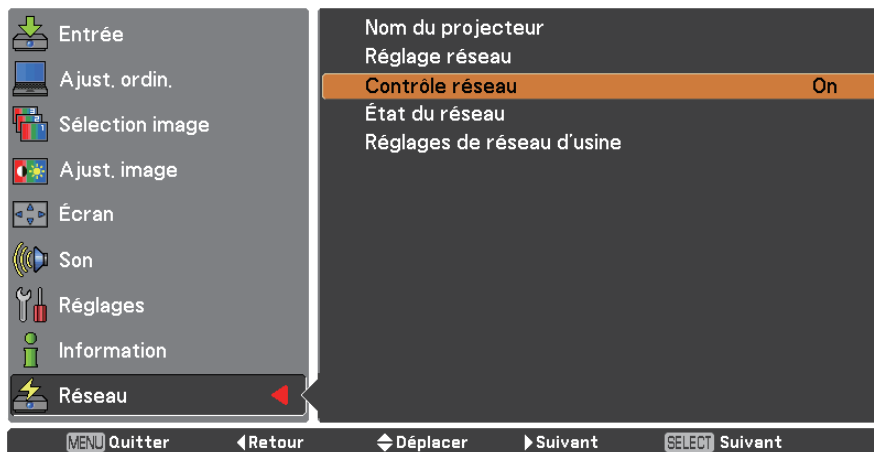 Entrée
Ajust. ordin.
Sélection image
Ajust. image
Écran
Son
Réglages
Information
Réseau
Nom du projecteur
Réglage réseau
Contrôle réseau On
État du réseau
Réglages de réseau d'usine
MENU Quitter Retour Déplacer Suivant SELECT Suivant